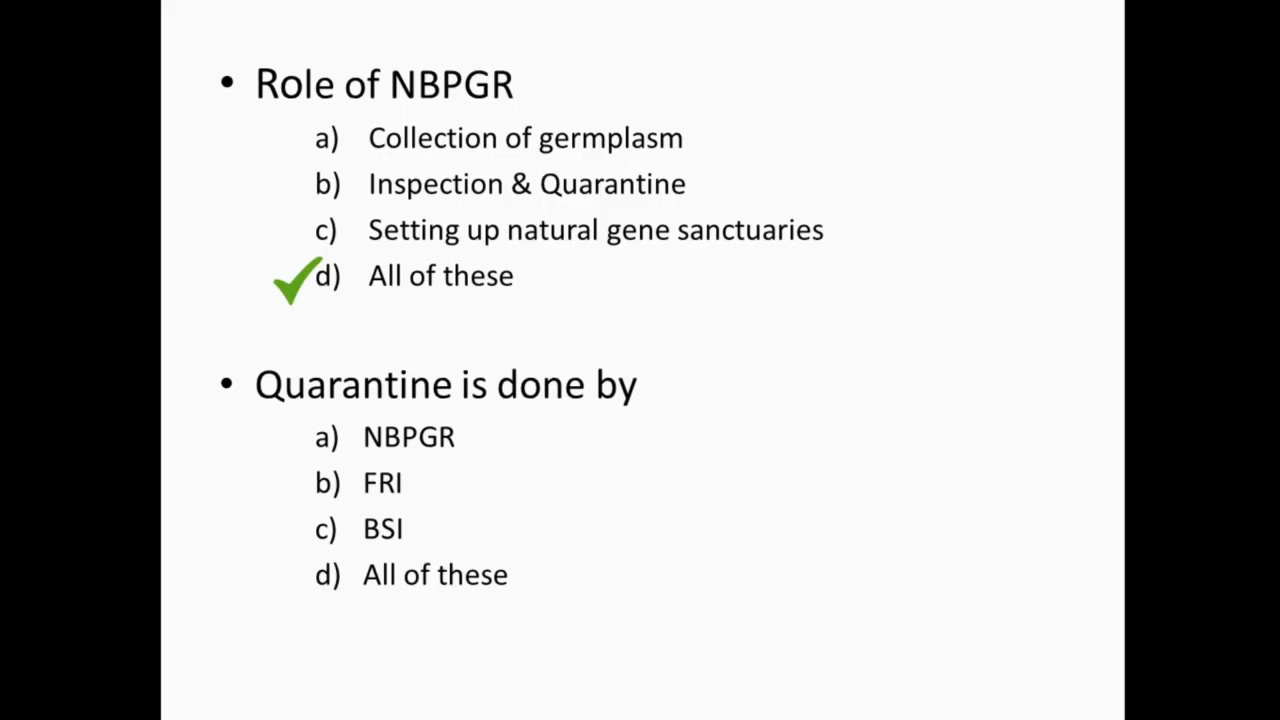 • Role of NBPGR
a) Collection of germplasm
b) Inspection & Quarantine
c) Setting up natural gene sanctuaries
d) All of these
• Quarantine is done by
a) NBPGR
b) FRI
c) BSI
d) All of these